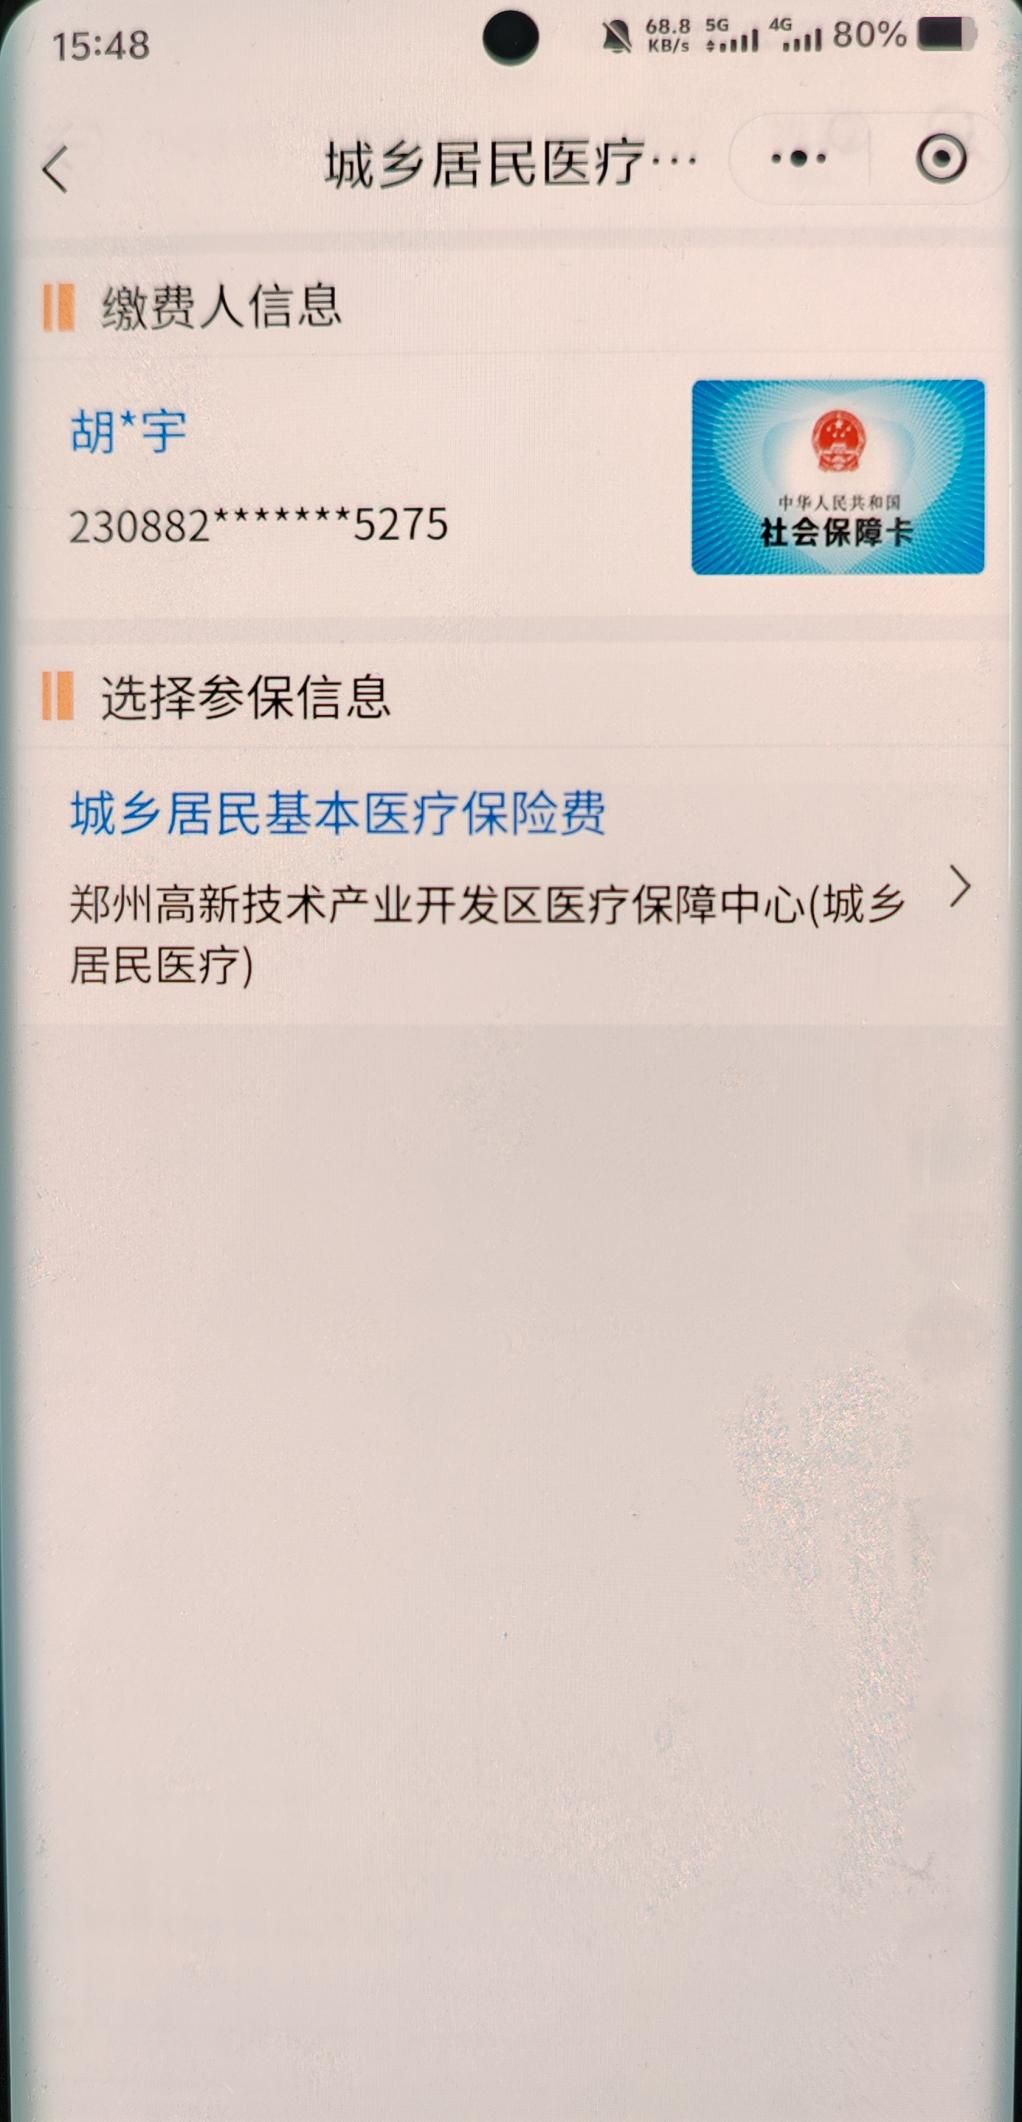 15:48
68.8 KB/s 5G 4G 80%
城乡居民医疗···
缴费人信息
胡*宇
230882*******5275
中华人民共和国
社会保障卡
选择参保信息
城乡居民基本医疗保险费
郑州高新技术产业开发区医疗保障中心(城乡
居民医疗)